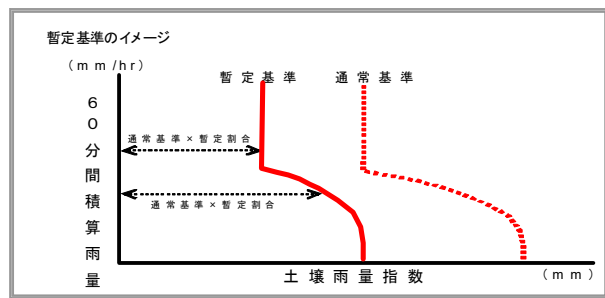 暫定基準のイメージ
(mm/hr)
暫定基準
通常基準
60分間積算雨量
通常基準×暫定割合
通常基準×暫定割合
土壌雨量指数
(mm)